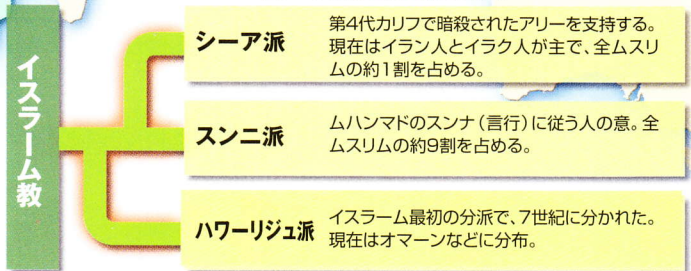 イスラーム教
シーア派
第4代カリフで暗殺されたアリーを支持する。
現在はイラン人とイラク人が主で、全ムスリ
ムの約1割を占める。
スンニ派
ムハンマドのスンナ（言行）に従う人の意。全
ムスリムの約9割を占める。
ハワーリジュ派
イスラーム最初の分派で、7世紀に分かれた。
現在はオマーンなどに分布。